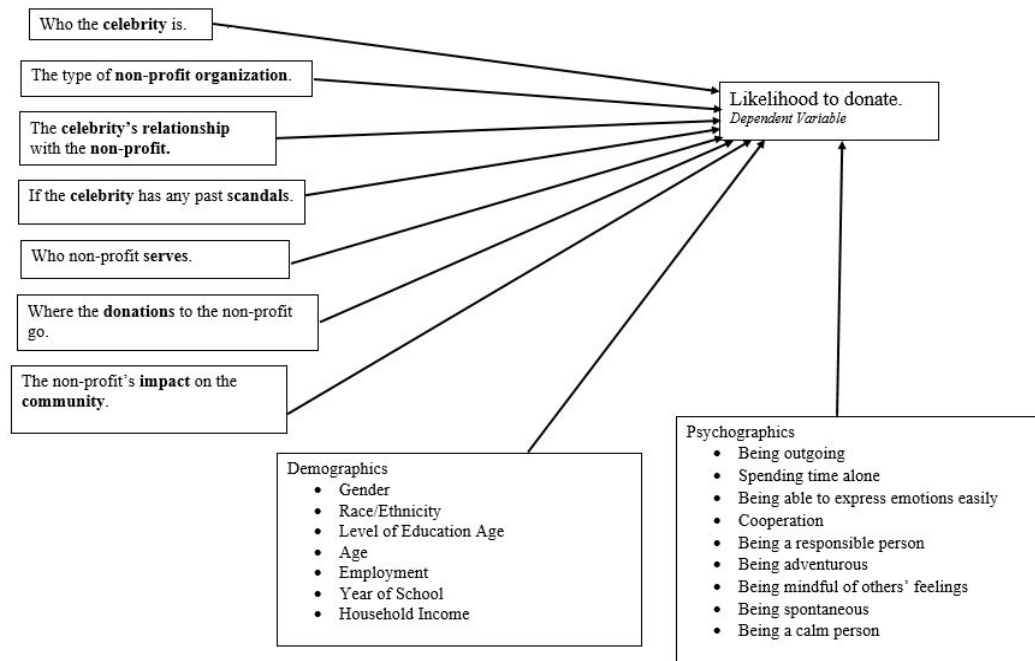 Who the celebrity is.
The type of non-profit organization.
The celebrity's relationship
with the non-profit.
If the celebrity has any past scandals.
Who non-profit serves.
Where the donations to the non-profit
go.
The non-profit's impact on the
community.
Likelihood to donate.
Dependent Variable
Demographics
• Gender
• Race/Ethnicity
• Level of Education Age
• Age
• Employment
• Year of School
• Household Income
Psychographics
• Being outgoing
• Spending time alone
• Being able to express emotions easily
• Cooperation
• Being a responsible person
• Being adventurous
• Being mindful of others' feelings
• Being spontaneous
• Being a calm person